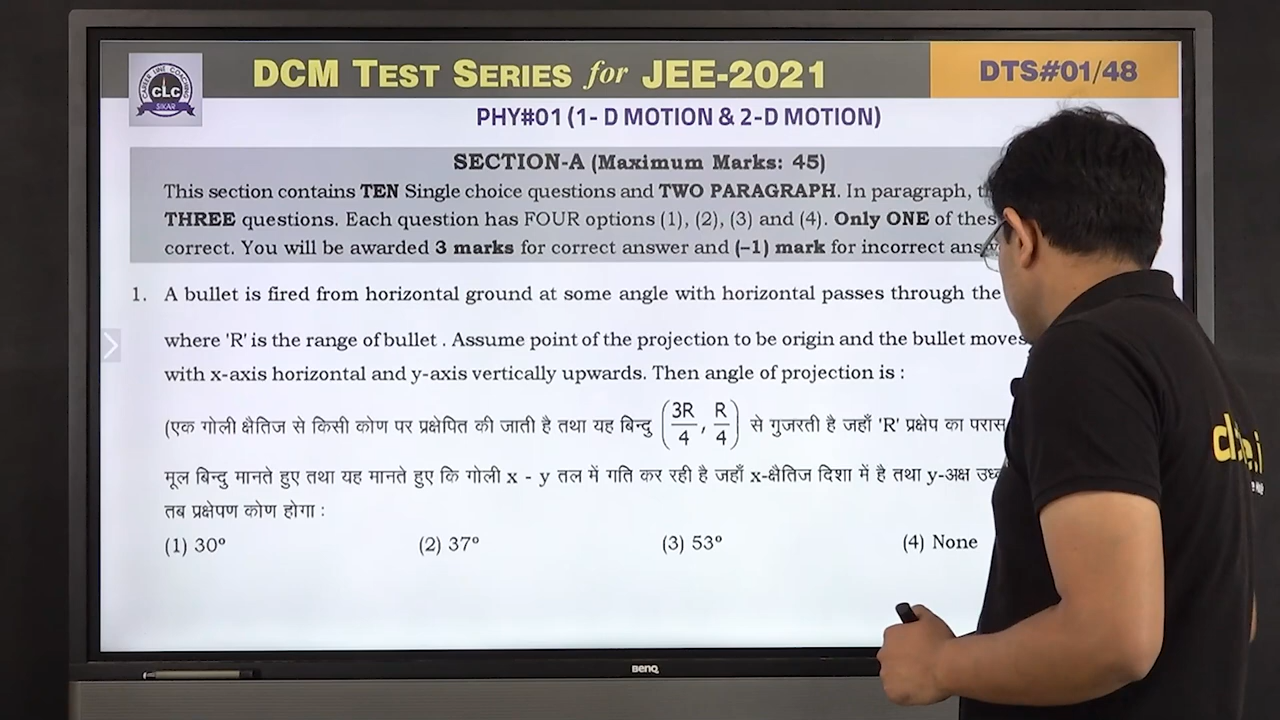 DCM TEST SERIES for JEE-2021
DTS#01/48
CAREER LINE COACHING
CLC
SIKAR
PHY#01 (1- D MOTION & 2-D MOTION)
SECTION-A (Maximum Marks: 45)
This section contains TEN Single choice questions and TWO PARAGRAPH. In paragraph,
THREE questions. Each question has FOUR options (1), (2), (3) and (4). Only ONE of
correct. You will be awarded 3 marks for correct answer and (–1) mark for incorrect
1. A bullet is fired from horizontal ground at some angle with horizontal passes through the
where 'R' is the range of bullet . Assume point of the projection to be origin and the bullet moves
with x-axis horizontal and y-axis vertically upwards. Then angle of projection is :
(एक गोली क्षैतिज से किसी कोण पर प्रक्षेपित की जाती है तथा यह बिन्दु (3R/4, R/4) से गुजरती है जहाँ 'R' प्रक्षेप का परास
मूल बिन्दु मानते हुए तथा यह मानते हुए कि गोली x - y तल में गति कर रही है जहाँ x-क्षैतिज दिशा में है तथा y-अक्ष
तब प्रक्षेपण कोण होगा :
(1) 30º (2) 37º (3) 53º (4) None
BenQ